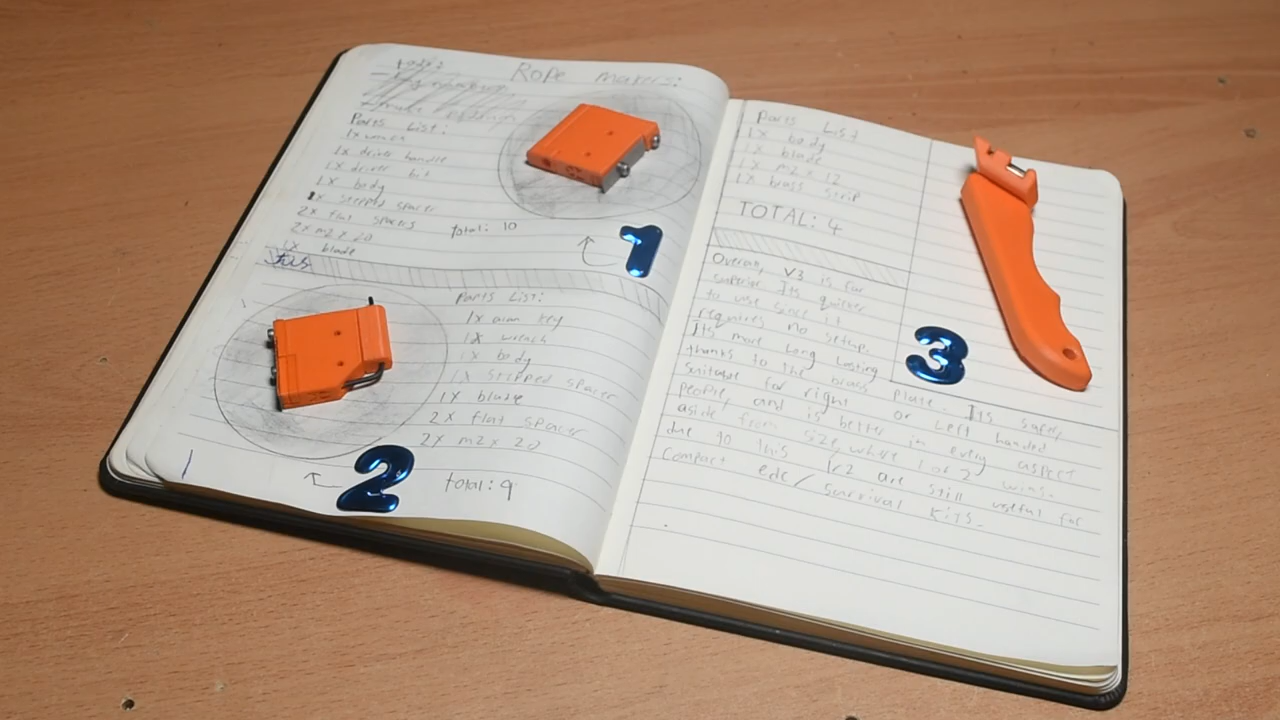 Rope makers:
Parts List:
1x wrench
1x driver handle
1x driver bit
1x body
1x stepped spacer
2x flat spacers
2x m2x20
1x blade
total: 10
1
Parts List:
1x alan key
1x wrench
1x body
1x stepped spacer
1x blade
2x flat spacer
2x m2x 20
total: 9
2
Parts List
1x body
1x blade
1x m2 x 12
1x brass strip
TOTAL: 4
3
Overall, V3 is far
superior. Its quicker
to use since it
requires no setup.
Its more long lasting
thanks to the brass plate. Its safer,
suitable for right or left handed
people, and is better in every aspect
aside from size, where 1 or 2 wins.
due to this 1&2 are still useful for
compact edc/survival kits.